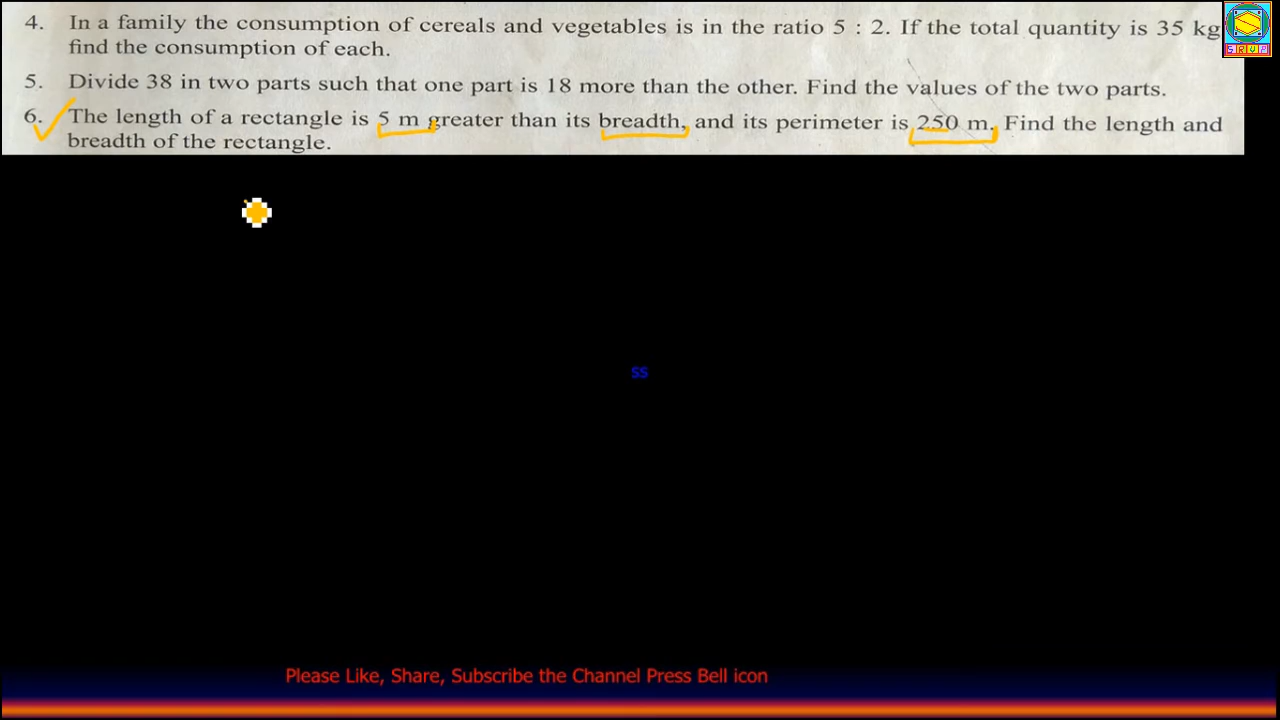 4. In a family the consumption of cereals and vegetables is in the ratio 5 : 2. If the total quantity is 35 kg
find the consumption of each.
5. Divide 38 in two parts such that one part is 18 more than the other. Find the values of the two parts.
6. The length of a rectangle is 5 m greater than its breadth, and its perimeter is 250 m. Find the length and
breadth of the rectangle.
ss
Please Like, Share, Subscribe the Channel Press Bell icon